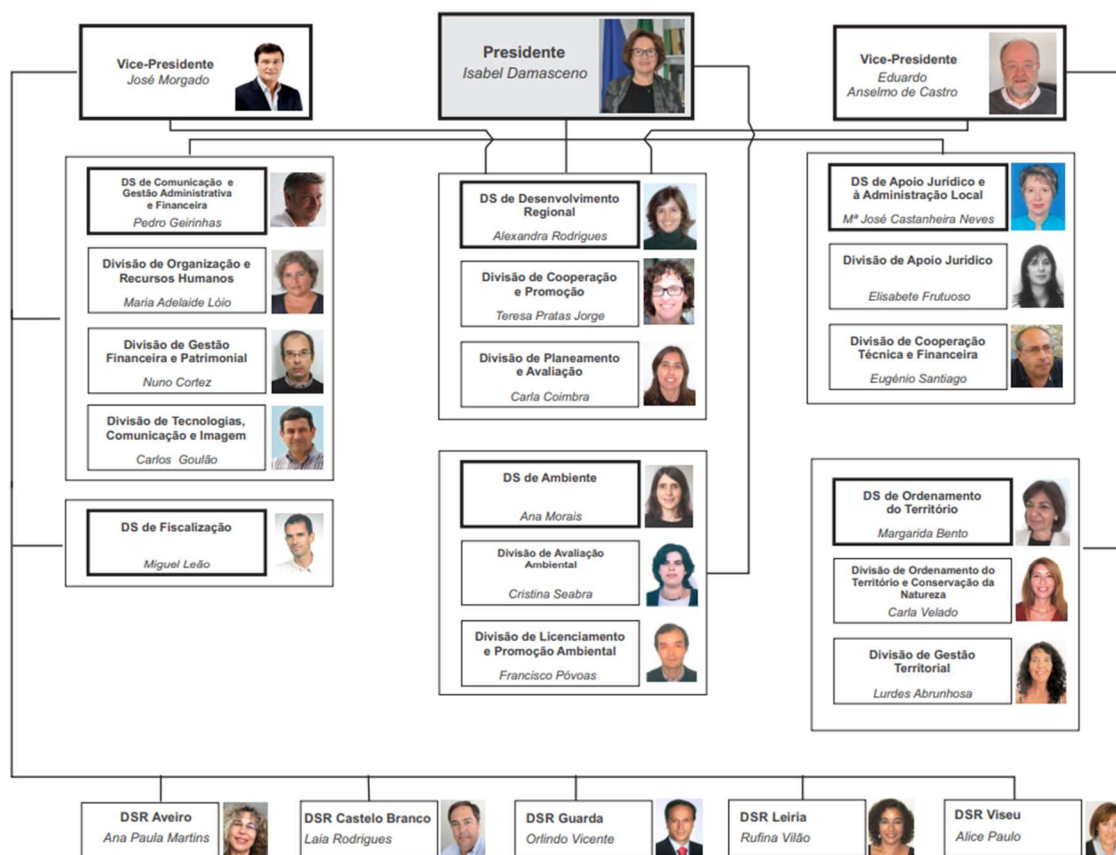 Vice-Presidente
José Morgado
Presidente
Isabel Damasceno
Vice-Presidente
Eduardo
Anselmo de Castro
DS de Comunicação e
Gestão Administrativa
e Financeira
Pedro Geirinhas
Divisão de Organização e
Recursos Humanos
Maria Adelaide Lóio
Divisão de Gestão
Financeira e Patrimonial
Nuno Cortez
Divisão de Tecnologias,
Comunicação e Imagem
Carlos Goulão
DS de Fiscalização
Miguel Leão
DS de Desenvolvimento
Regional
Alexandra Rodrigues
Divisão de Cooperação
e Promoção
Teresa Pratas Jorge
Divisão de Planeamento
e Avaliação
Carla Coimbra
DS de Ambiente
Ana Morais
Divisão de Avaliação
Ambiental
Cristina Seabra
Divisão de Licenciamento
e Promoção Ambiental
Francisco Póvoas
DS de Apoio Jurídico e
à Administração Local
Mª José Castanheira Neves
Divisão de Apoio Jurídico
Elisabete Frutuoso
Divisão de Cooperação
Técnica e Financeira
Eugénio Santiago
DS de Ordenamento
do Território
Margarida Bento
Divisão de Ordenamento do
Território e Conservação da
Natureza
Carla Velado
Divisão de Gestão
Territorial
Lurdes Abrunhosa
DSR Aveiro
Ana Paula Martins
DSR Castelo Branco
Laia Rodrigues
DSR Guarda
Orlindo Vicente
DSR Leiria
Rufina Vilão
DSR Viseu
Alice Paulo